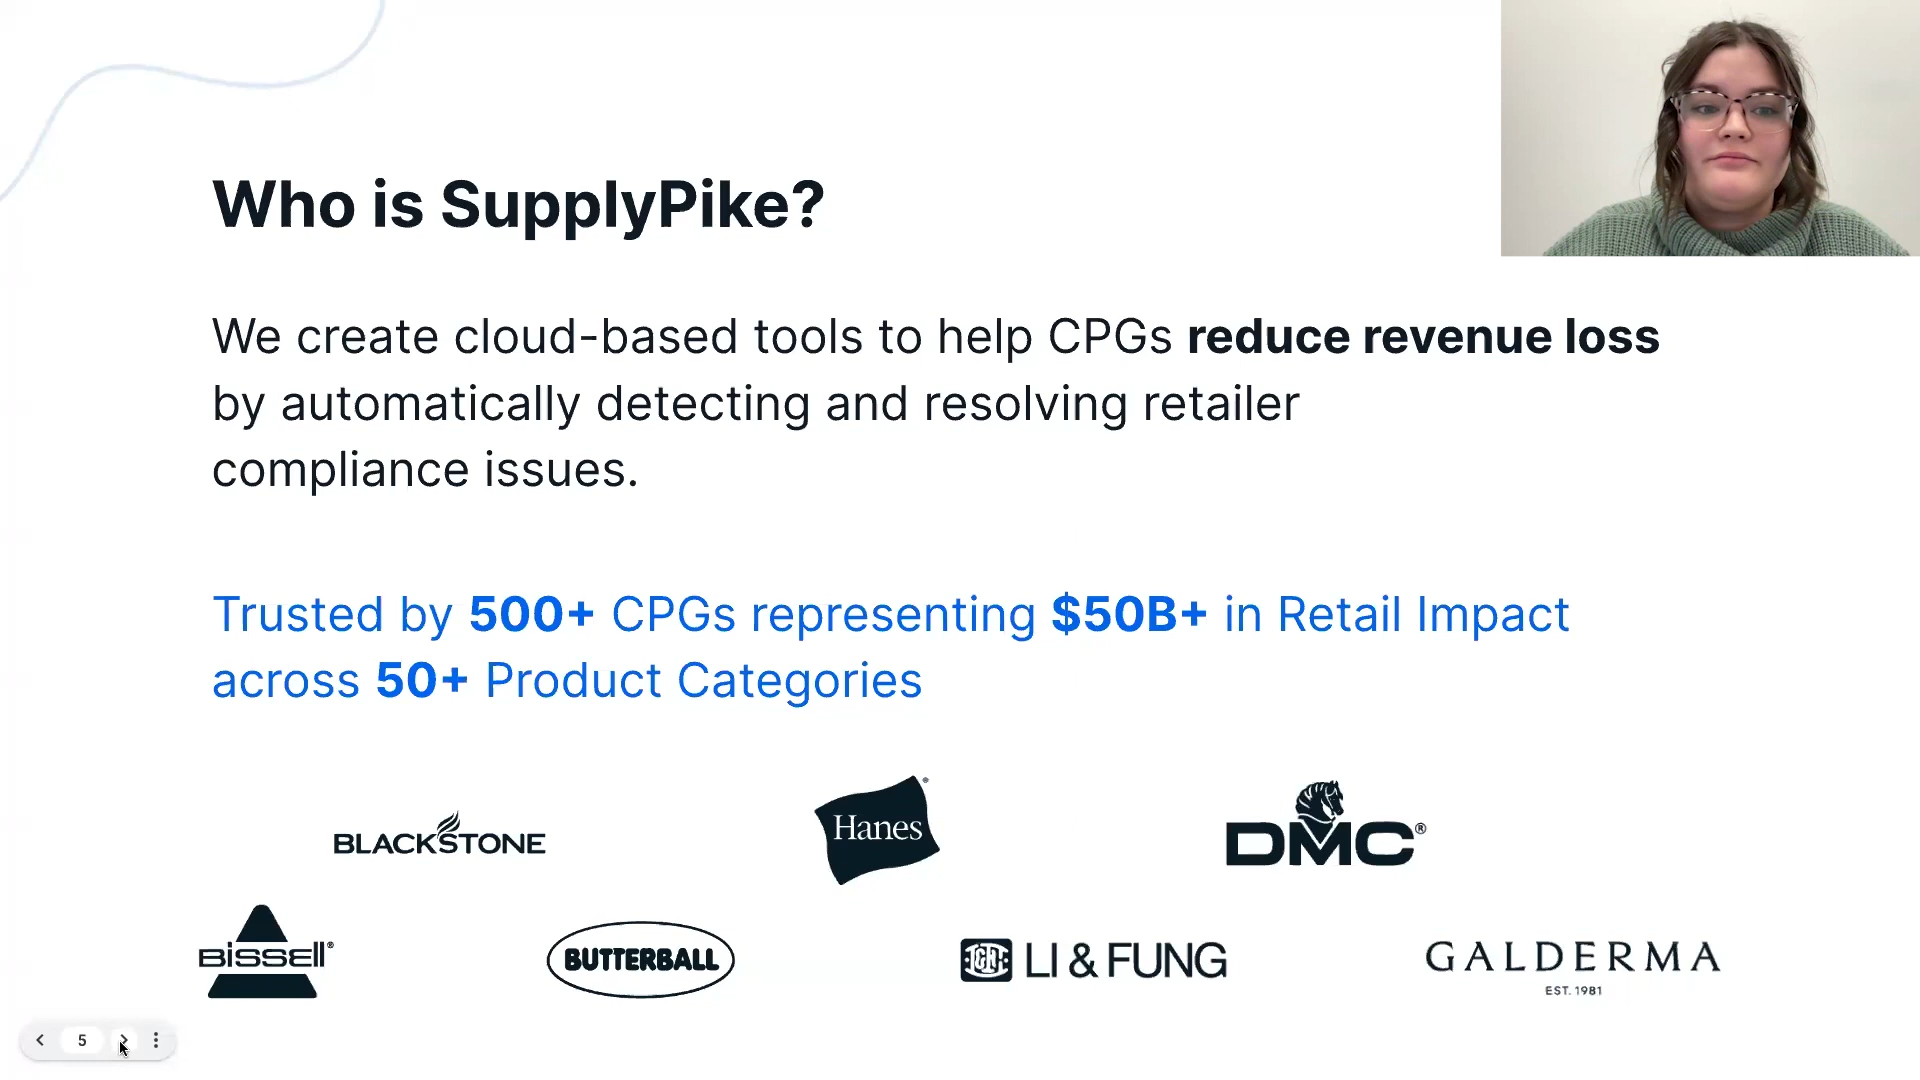 Who is SupplyPike?
We create cloud-based tools to help CPGs reduce revenue loss
by automatically detecting and resolving retailer
compliance issues.
Trusted by 500+ CPGs representing $50B+ in Retail Impact
across 50+ Product Categories
BLACKSTONE
Hanes®
DMC®
BISSELL®
BUTTERBALL
LI & FUNG
GALDERMA
EST. 1981
5